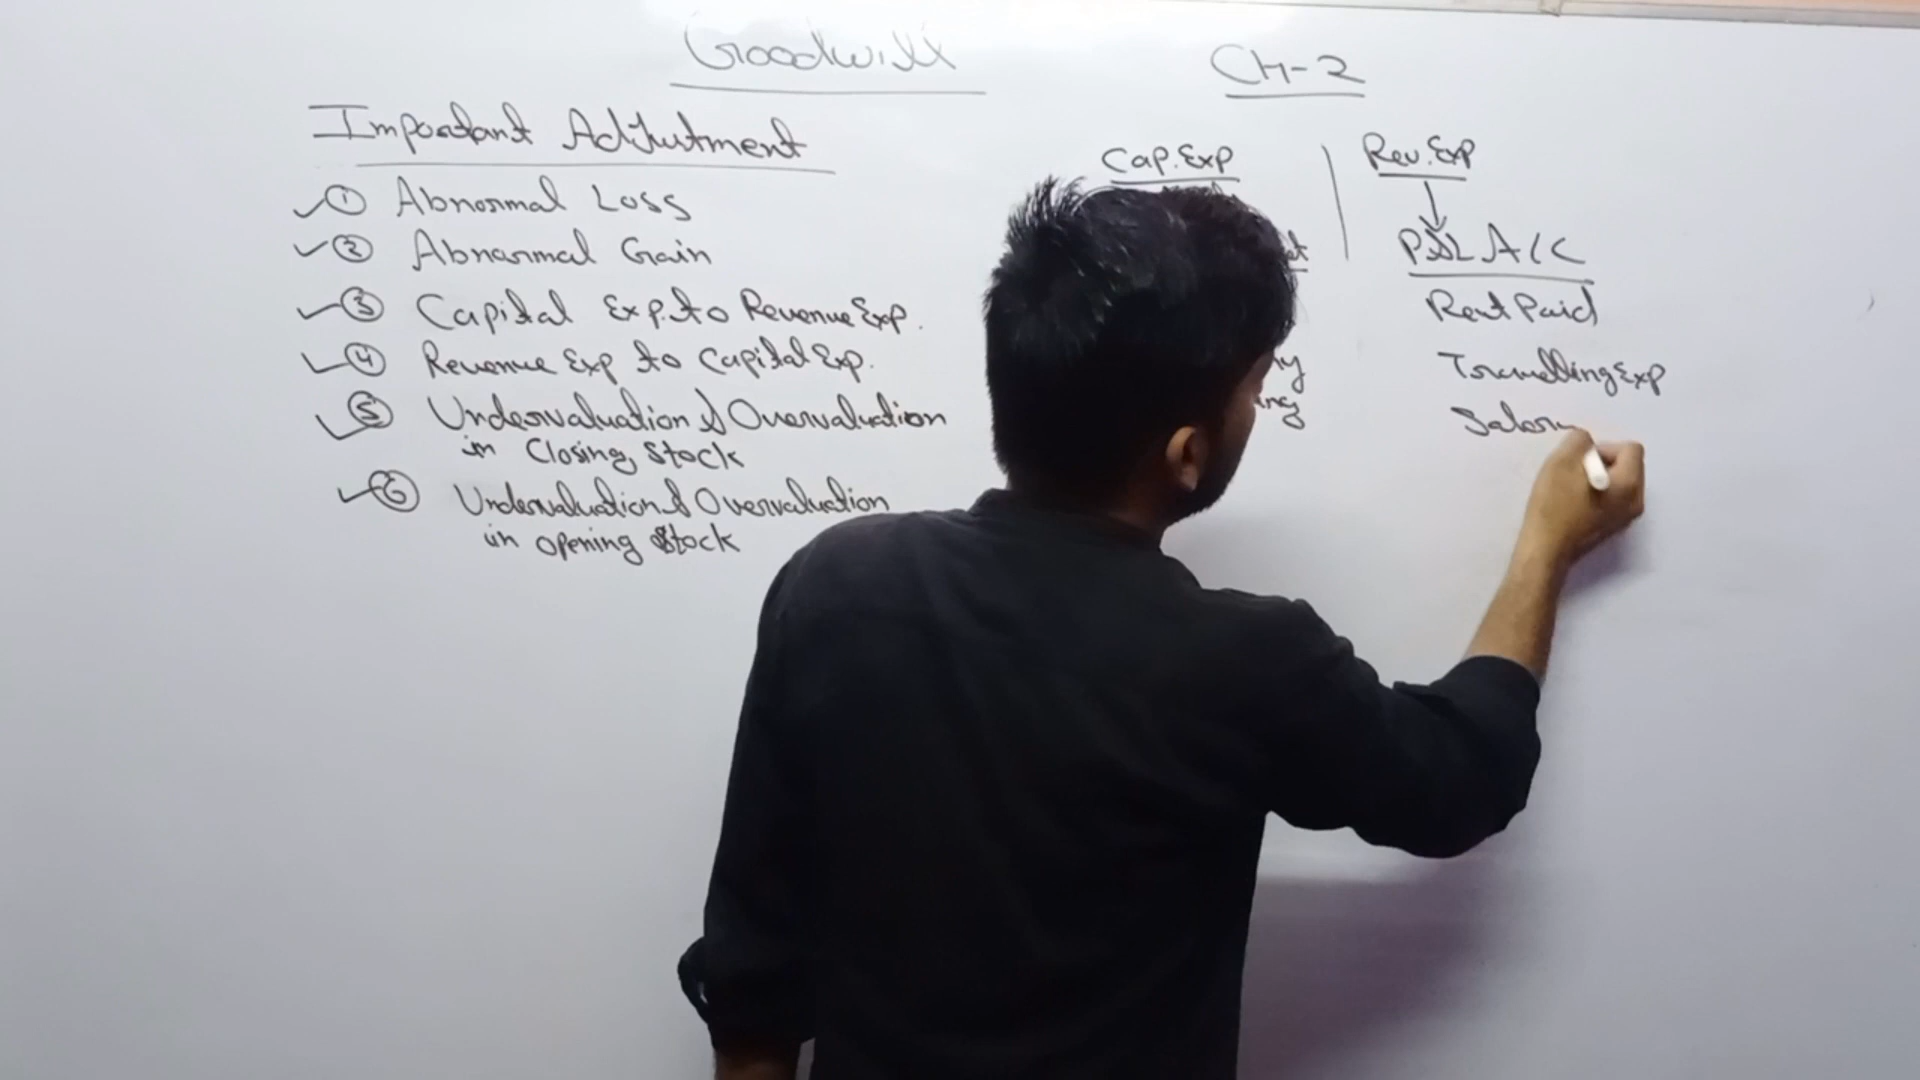 Goodwill
Ch-2
Important Adjustment
① Abnormal Loss
② Abnormal Gain
③ Capital Exp. to Revenue Exp.
④ Revenue Exp to Capital Exp.
⑤ Undervaluation & Overvaluation
in Closing Stock
⑥ Undervaluation & Overvaluation
in opening Stock
Cap. Exp
Rev. Exp
P&L A/C
Rent Paid
Travelling Exp
Salary